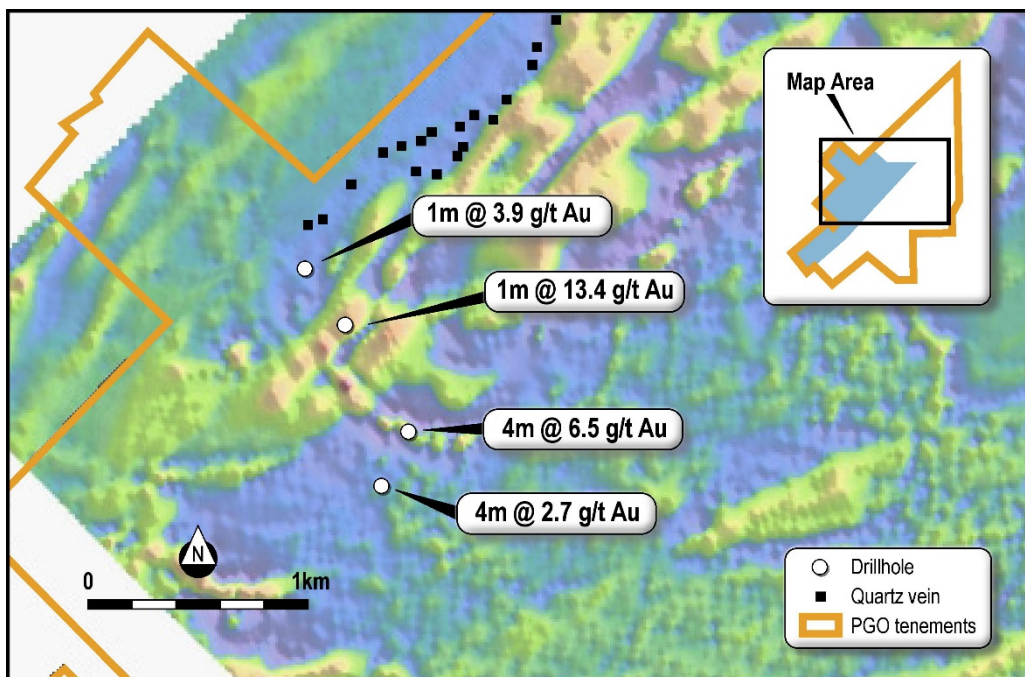 Map Area
1m @ 3.9 g/t Au
1m @ 13.4 g/t Au
4m @ 6.5 g/t Au
4m @ 2.7 g/t Au
N
0 1km
Drillhole
Quartz vein
PGO tenements